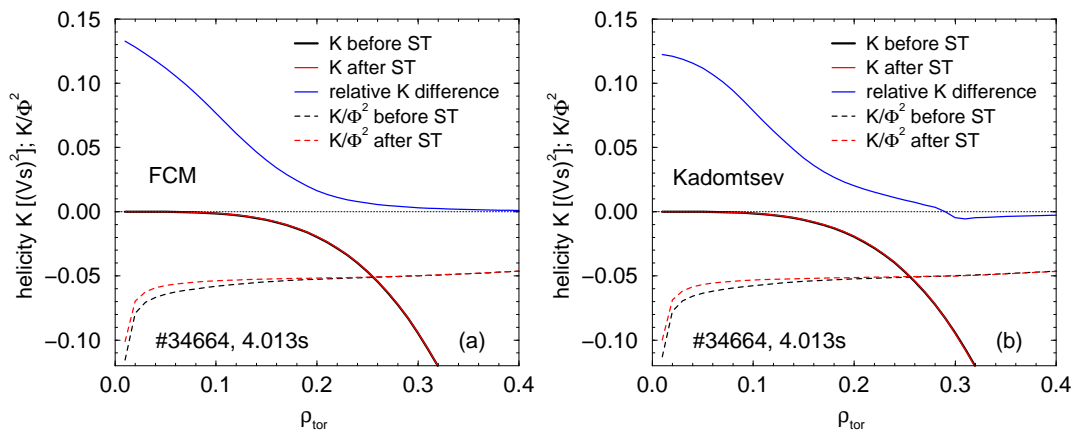 helicity K [(Vs)²]; K/Φ²
0.15
0.10
0.05
0.00
−0.05
−0.10
K before ST
K after ST
relative K difference
K/Φ² before ST
K/Φ² after ST
FCM
#34664, 4.013s
(a)
0.0 0.1 0.2 0.3 0.4
ρtor
helicity K [(Vs)²]; K/Φ²
0.15
0.10
0.05
0.00
−0.05
−0.10
K before ST
K after ST
relative K difference
K/Φ² before ST
K/Φ² after ST
Kadomtsev
#34664, 4.013s
(b)
0.0 0.1 0.2 0.3 0.4
ρtor